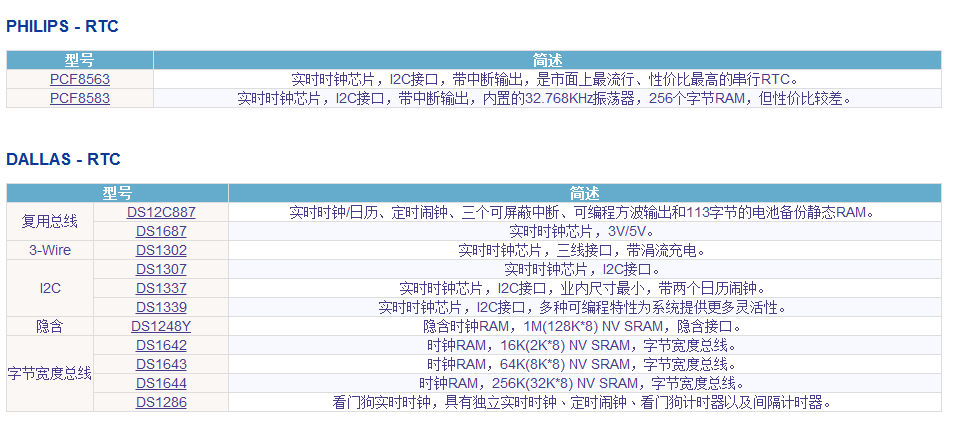 PHILIPS - RTC
型号 简述
PCF8563 实时时钟芯片，I2C接口，带中断输出，是市面上最流行、性价比最高的串行RTC。
PCF8583 实时时钟芯片，I2C接口，带中断输出，内置的32.768KHz振荡器，256个字节RAM，但性价比较差。
DALLAS - RTC
型号 简述
复用总线 DS12C887 实时时钟/日历、定时闹钟、三个可屏蔽中断、可编程方波输出和113字节的电池备份静态RAM。
DS1687 实时时钟芯片，3V/5V。
3-Wire DS1302 实时时钟芯片，三线接口，带涓流充电。
I2C DS1307 实时时钟芯片，I2C接口。
DS1337 实时时钟芯片，I2C接口，业内尺寸最小，带两个日历闹钟。
DS1339 实时时钟芯片，I2C接口，多种可编程特性为系统提供更多灵活性。
隐含 DS1248Y 隐含时钟RAM，1M(128K*8) NV SRAM，隐含接口。
字节宽度总线 DS1642 时钟RAM，16K(2K*8) NV SRAM，字节宽度总线。
DS1643 时钟RAM，64K(8K*8) NV SRAM，字节宽度总线。
DS1644 时钟RAM，256K(32K*8) NV SRAM，字节宽度总线。
DS1286 看门狗实时时钟，具有独立实时时钟、定时闹钟、看门狗计时器以及间隔计时器。